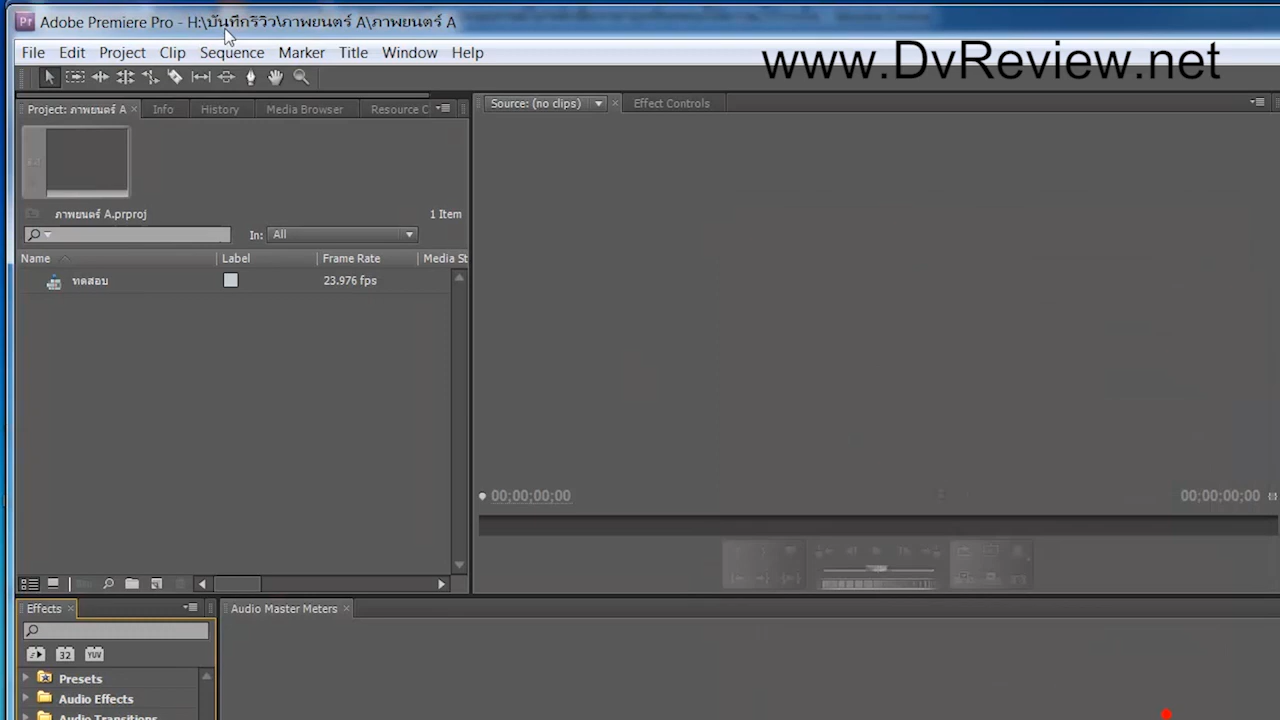 Adobe Premiere Pro - H:\บันทึกรีวิว\ภาพยนตร์ A\ภาพยนตร์ A
File Edit Project Clip Sequence Marker Title Window Help
www.DvReview.net
Project: ภาพยนตร์ A Info History Media Browser Resource C
Source: (no clips) Effect Controls
ภาพยนตร์ A.prproj 1 Item
In: All
Name Label Frame Rate Media St
ทดสอบ 23.976 fps
00;00;00;00 00;00;00;00
Effects Audio Master Meters
32 YUV
Presets
Audio Effects
Audio Transitions